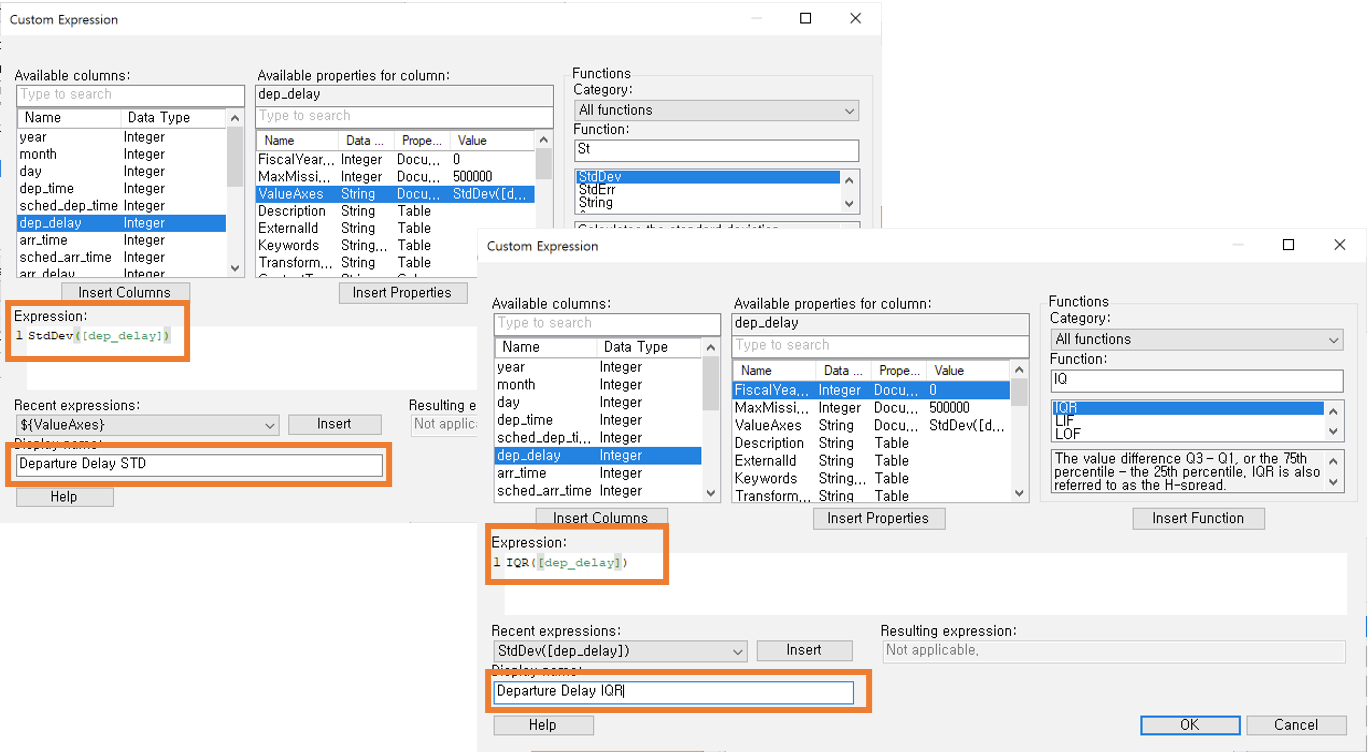 Custom Expression
Available columns:
Type to search
Name Data Type
year Integer
month Integer
day Integer
dep_time Integer
sched_dep_time Integer
dep_delay Integer
arr_time Integer
sched_arr_time Integer
arr_delay Integer
Insert Columns
Available properties for column:
dep_delay
Type to search
Name Data ... Prope... Value
FiscalYear... Integer Docu... 0
MaxMissi... Integer Docu... 500000
ValueAxes String Docu... StdDev([d...
Description String Table
ExternalId String Table
Keywords String... Table
Transform... String Table
Insert Properties
Functions
Category:
All functions
Function:
St
StdDev
StdErr
String
Calculates the standard deviation
Expression:
1 StdDev([dep_delay])
Recent expressions:
${ValueAxes}
Insert
Resulting e
Not applica
Display name:
Departure Delay STD
Help
Custom Expression
Available columns:
Type to search
Name Data Type
year Integer
month Integer
day Integer
dep_time Integer
sched_dep_ti... Integer
dep_delay Integer
arr_time Integer
sched_arr_time Integer
Insert Columns
Available properties for column:
dep_delay
Type to search
Name Data ... Prope... Value
FiscalYea... Integer Docu... 0
MaxMissi... Integer Docu... 500000
ValueAxes String Docu... StdDev([d...
Description String Table
ExternalId String Table
Keywords String... Table
Transform... String Table
Insert Properties
Functions
Category:
All functions
Function:
IQ
IQR
LIF
LOF
The value difference Q3 - Q1, or the 75th
percentile - the 25th percentile, IQR is also
referred to as the H-spread.
Insert Function
Expression:
1 IQR([dep_delay])
Recent expressions:
StdDev([dep_delay])
Insert
Resulting expression:
Not applicable.
Display name:
Departure Delay IQR
Help
OK
Cancel